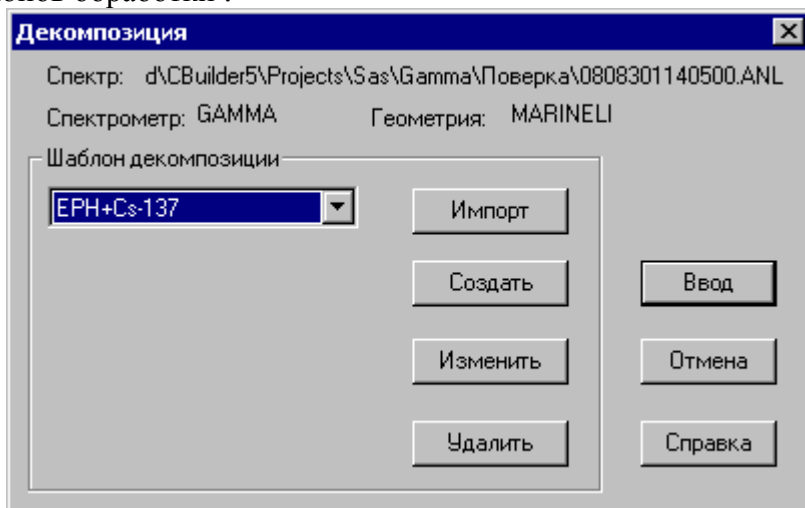 Декомпозиция
Спектр: d\CBuilder5\Projects\Sas\Gamma\Поверка\0808301140500.ANL
Спектрометр: GAMMA Геометрия: MARINELI
Шаблон декомпозиции
EPH+Cs-137
Импорт
Создать
Ввод
Изменить
Отмена
Удалить
Справка